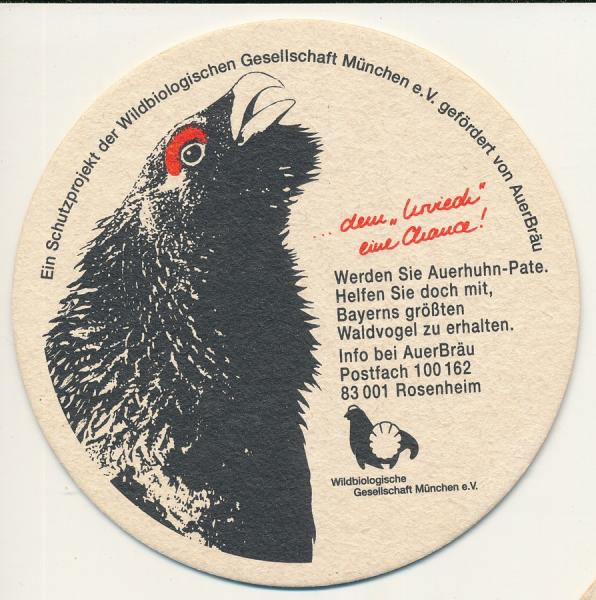 Ein Schutzprojekt der Wildbiologischen Gesellschaft München e.V. gefördert von AuerBräu
... dem „Urviech"
eine Chance!
Werden Sie Auerhuhn-Pate.
Helfen Sie doch mit,
Bayerns größten
Waldvogel zu erhalten.
Info bei AuerBräu
Postfach 100 162
83 001 Rosenheim
Wildbiologische
Gesellschaft München e.V.